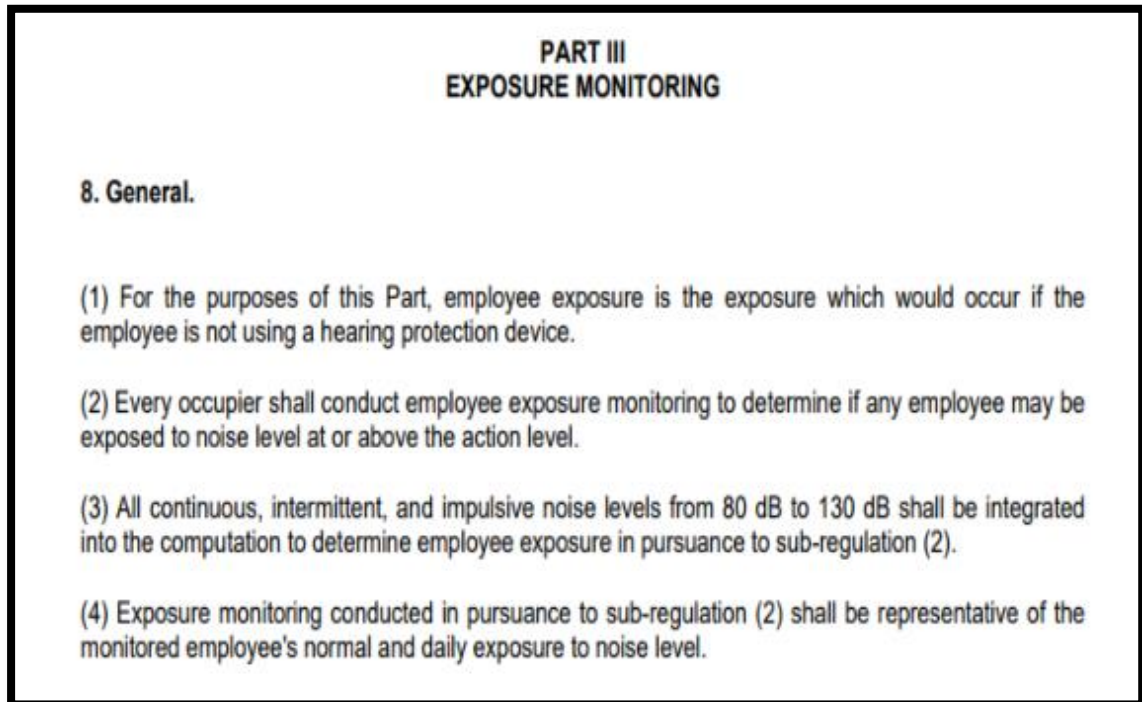 PART III
EXPOSURE MONITORING
8. General.
(1) For the purposes of this Part, employee exposure is the exposure which would occur if the
employee is not using a hearing protection device.
(2) Every occupier shall conduct employee exposure monitoring to determine if any employee may be
exposed to noise level at or above the action level.
(3) All continuous, intermittent, and impulsive noise levels from 80 dB to 130 dB shall be integrated
into the computation to determine employee exposure in pursuance to sub-regulation (2).
(4) Exposure monitoring conducted in pursuance to sub-regulation (2) shall be representative of the
monitored employee's normal and daily exposure to noise level.